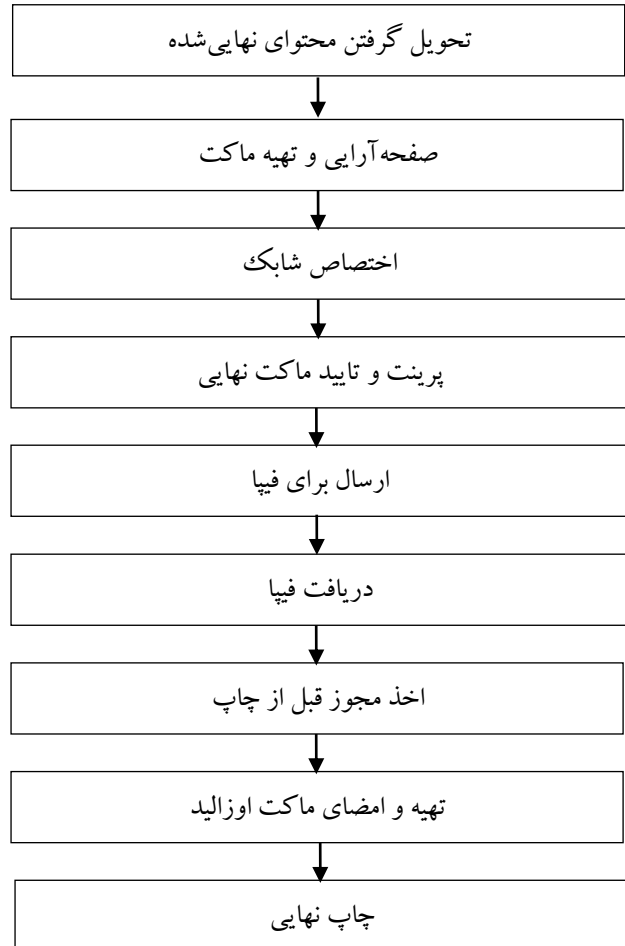 تحویل گرفتن محتوای نهایی‌شده
صفحه‌آرایی و تهیه ماکت
اختصاص شابک
پرینت و تایید ماکت نهایی
ارسال برای فیپا
دریافت فیپا
اخذ مجوز قبل از چاپ
تهیه و امضای ماکت اوزالید
چاپ نهایی